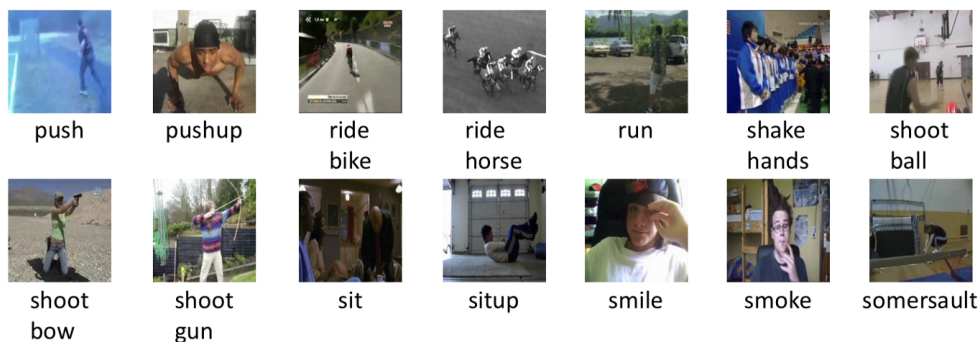 push
pushup
ride
bike
ride
horse
run
shake
hands
shoot
ball
shoot
bow
shoot
gun
sit
situp
smile
smoke
somersault